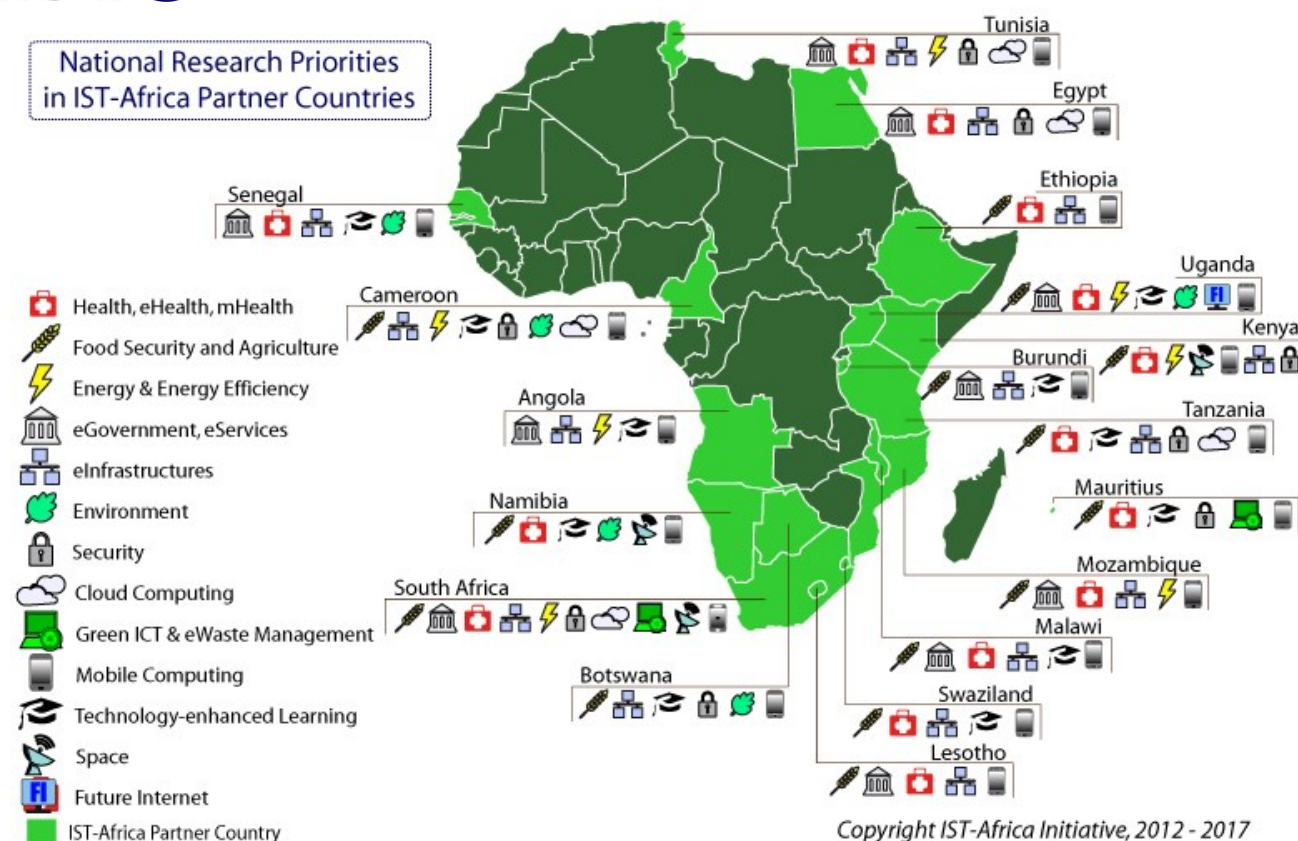 National Research Priorities
in IST-Africa Partner Countries
Tunisia
Egypt
Ethiopia
Senegal
Uganda
Cameroon
Kenya
Burundi
Angola
Tanzania
Namibia
Mauritius
South Africa
Mozambique
Malawi
Botswana
Swaziland
Lesotho
Health, eHealth, mHealth
Food Security and Agriculture
Energy & Energy Efficiency
eGovernment, eServices
eInfrastructures
Environment
Security
Cloud Computing
Green ICT & eWaste Management
Mobile Computing
Technology-enhanced Learning
Space
FI
Future Internet
IST-Africa Partner Country
FI
Copyright IST-Africa Initiative, 2012 - 2017